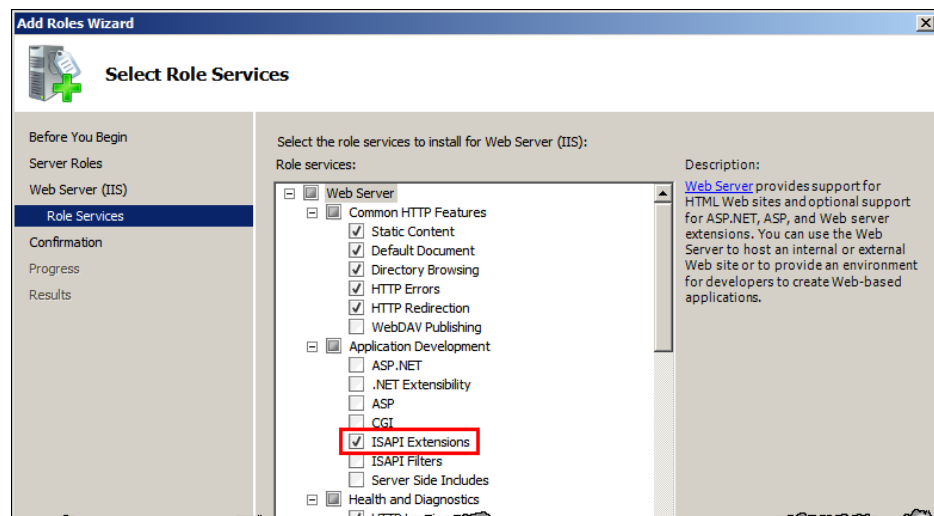 Add Roles Wizard
Select Role Services
Before You Begin
Server Roles
Web Server (IIS)
Role Services
Confirmation
Progress
Results
Select the role services to install for Web Server (IIS):
Role services:
Web Server
Common HTTP Features
Static Content
Default Document
Directory Browsing
HTTP Errors
HTTP Redirection
WebDAV Publishing
Application Development
ASP.NET
.NET Extensibility
ASP
CGI
ISAPI Extensions
ISAPI Filters
Server Side Includes
Health and Diagnostics
Description:
Web Server provides support for
HTML Web sites and optional support
for ASP.NET, ASP, and Web server
extensions. You can use the Web
Server to host an internal or external
Web site or to provide an environment
for developers to create Web-based
applications.